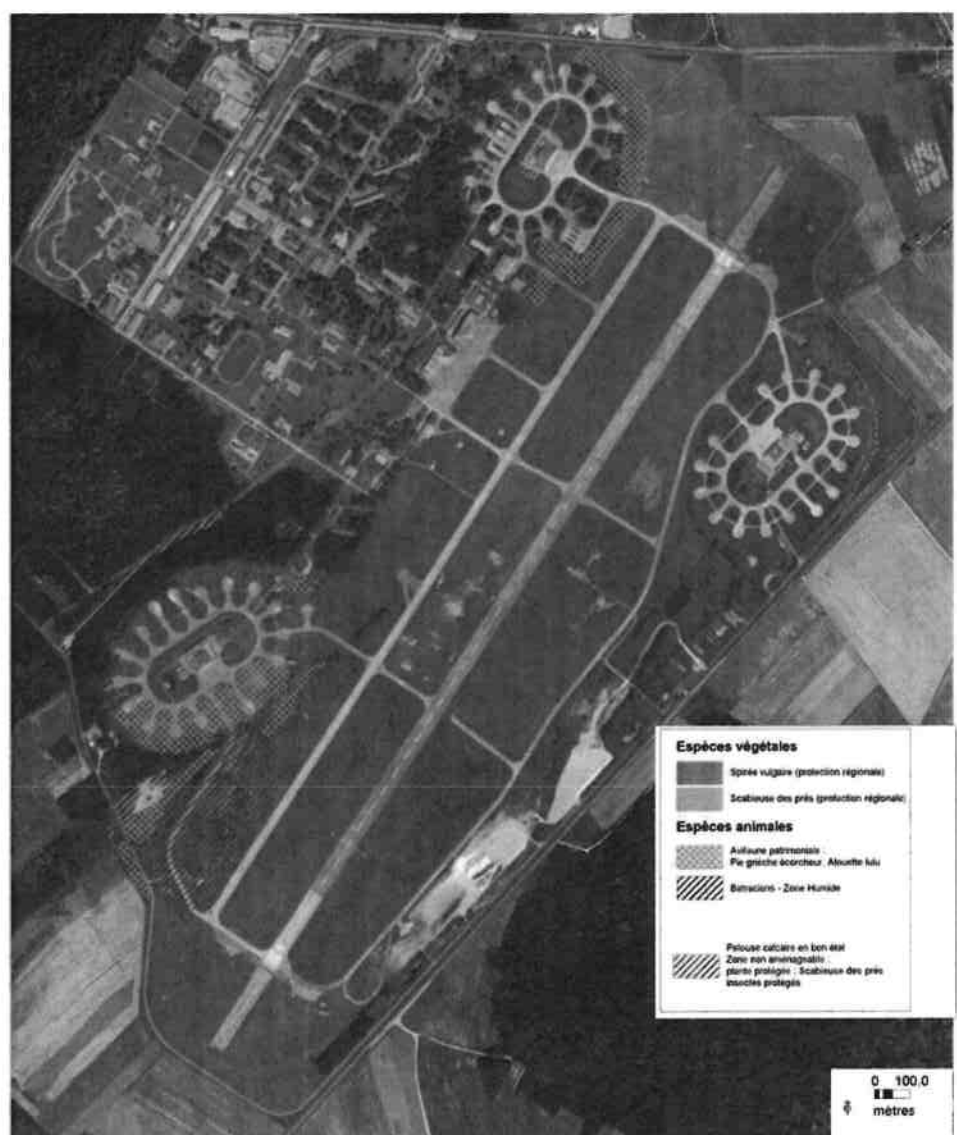 Espèces végétales
Spirée vulgaire (protection régionale)
Scabieuse des prés (protection régionale)
Espèces animales
Avifaune patrimoniale :
Pie grièche écorcheur, Alouette lulu
Batraciens - Zone Humide
Pelouse calcaire en bon état
Zone non aménageable :
plante protégée : Scabieuse des prés
insectes protégés
0 100,0
mètres